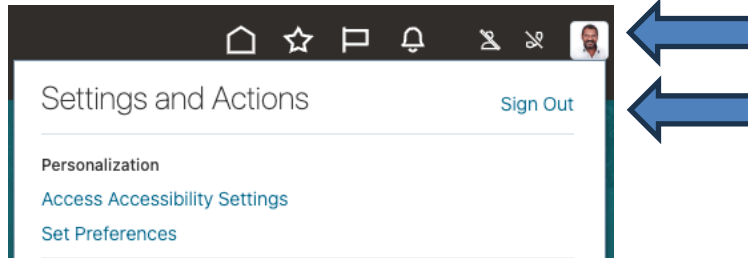 Settings and Actions
Sign Out
Personalization
Access Accessibility Settings
Set Preferences